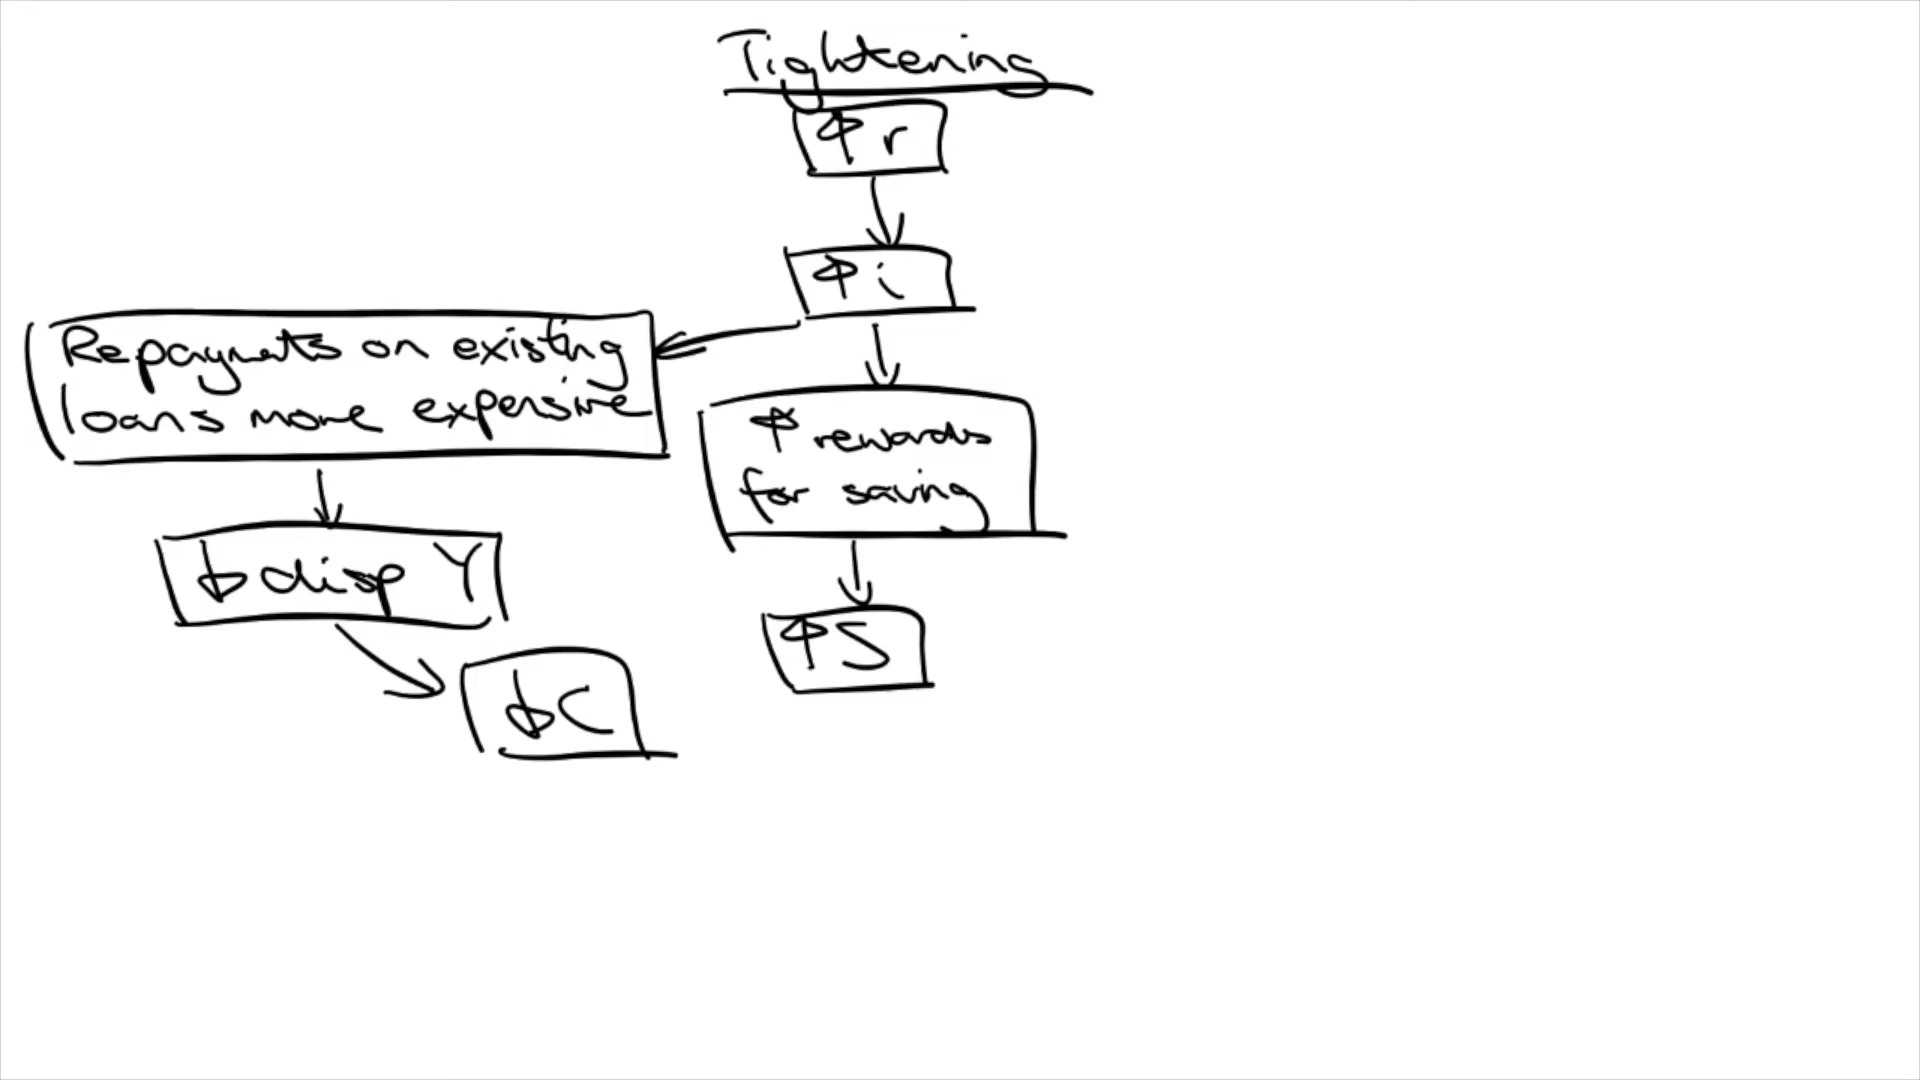 Tightening
↑ r
↑ i
Repayments on existing
loans more expensive
↑ rewards
for saving
↓ disp Y
↑ S
↓ C